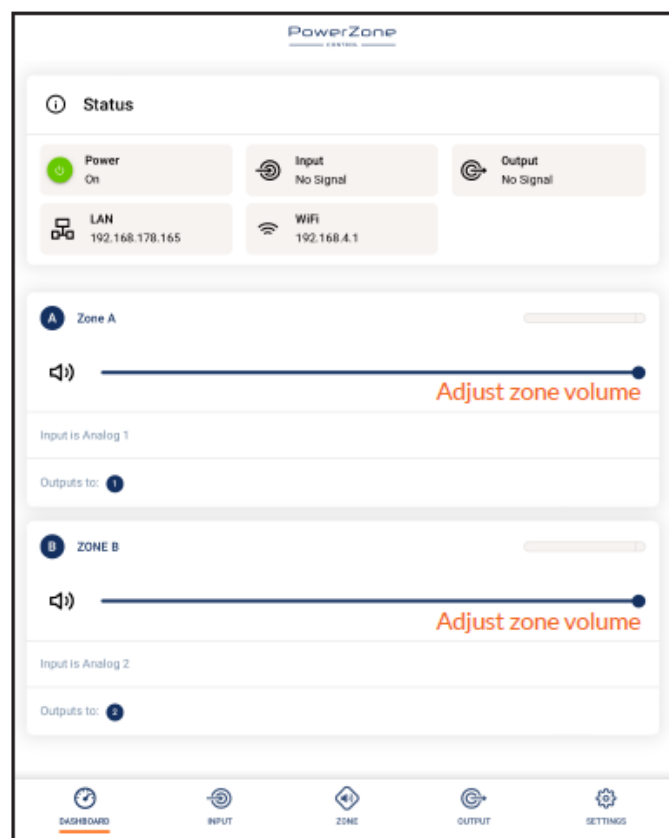 PowerZone
CONTROL
Status
Power
On
Input
No Signal
Output
No Signal
LAN
192.168.178.165
WiFi
192.168.4.1
A Zone A
Adjust zone volume
Input is Analog 1
Outputs to: 1
B ZONE B
Adjust zone volume
Input is Analog 2
Outputs to: 2
DASHBOARD
INPUT
ZONE
OUTPUT
SETTINGS